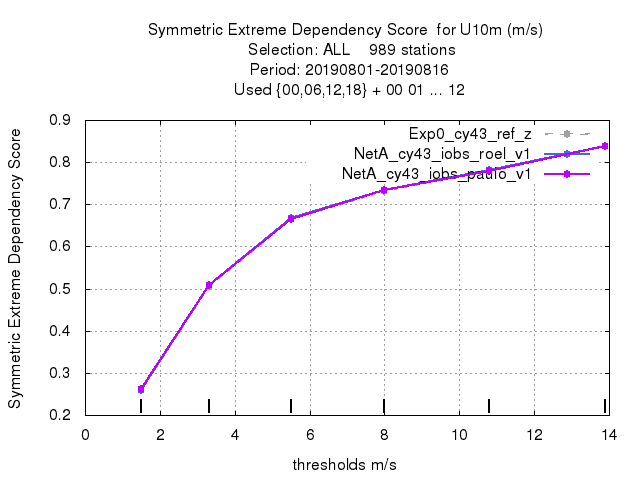 Symmetric Extreme Dependency Score  for U10m (m/s)
Selection: ALL    989 stations
Period: 20190801-20190816
Used {00,06,12,18} + 00 01 ... 12
Symmetric Extreme Dependency Score
0.9
0.8
0.7
0.6
0.5
0.4
0.3
0.2
Exp0_cy43_ref_z
NetA_cy43_iobs_roel_v1
NetA_cy43_iobs_paulo_v1
0 2 4 6 8 10 12 14
thresholds m/s